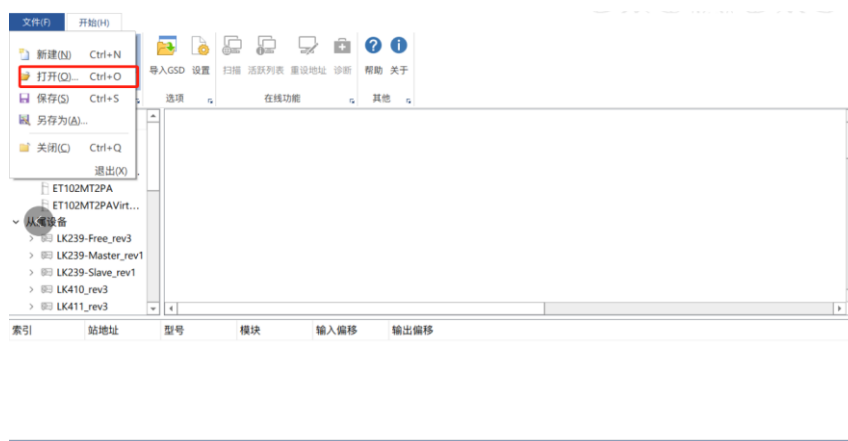 文件(F) 开始(H)
新建(N) Ctrl+N
打开(O)... Ctrl+O
保存(S) Ctrl+S
另存为(A)...
关闭(C) Ctrl+Q
退出(X)
导入GSD 设置 扫描 活跃列表 重设地址 诊断 帮助 关于
选项 在线功能 其他
ET102MT2PA
ET102MT2PAVirt...
从属设备
LK239-Free_rev3
LK239-Master_rev1
LK239-Slave_rev1
LK410_rev3
LK411_rev3
索引 站地址 型号 模块 输入偏移 输出偏移